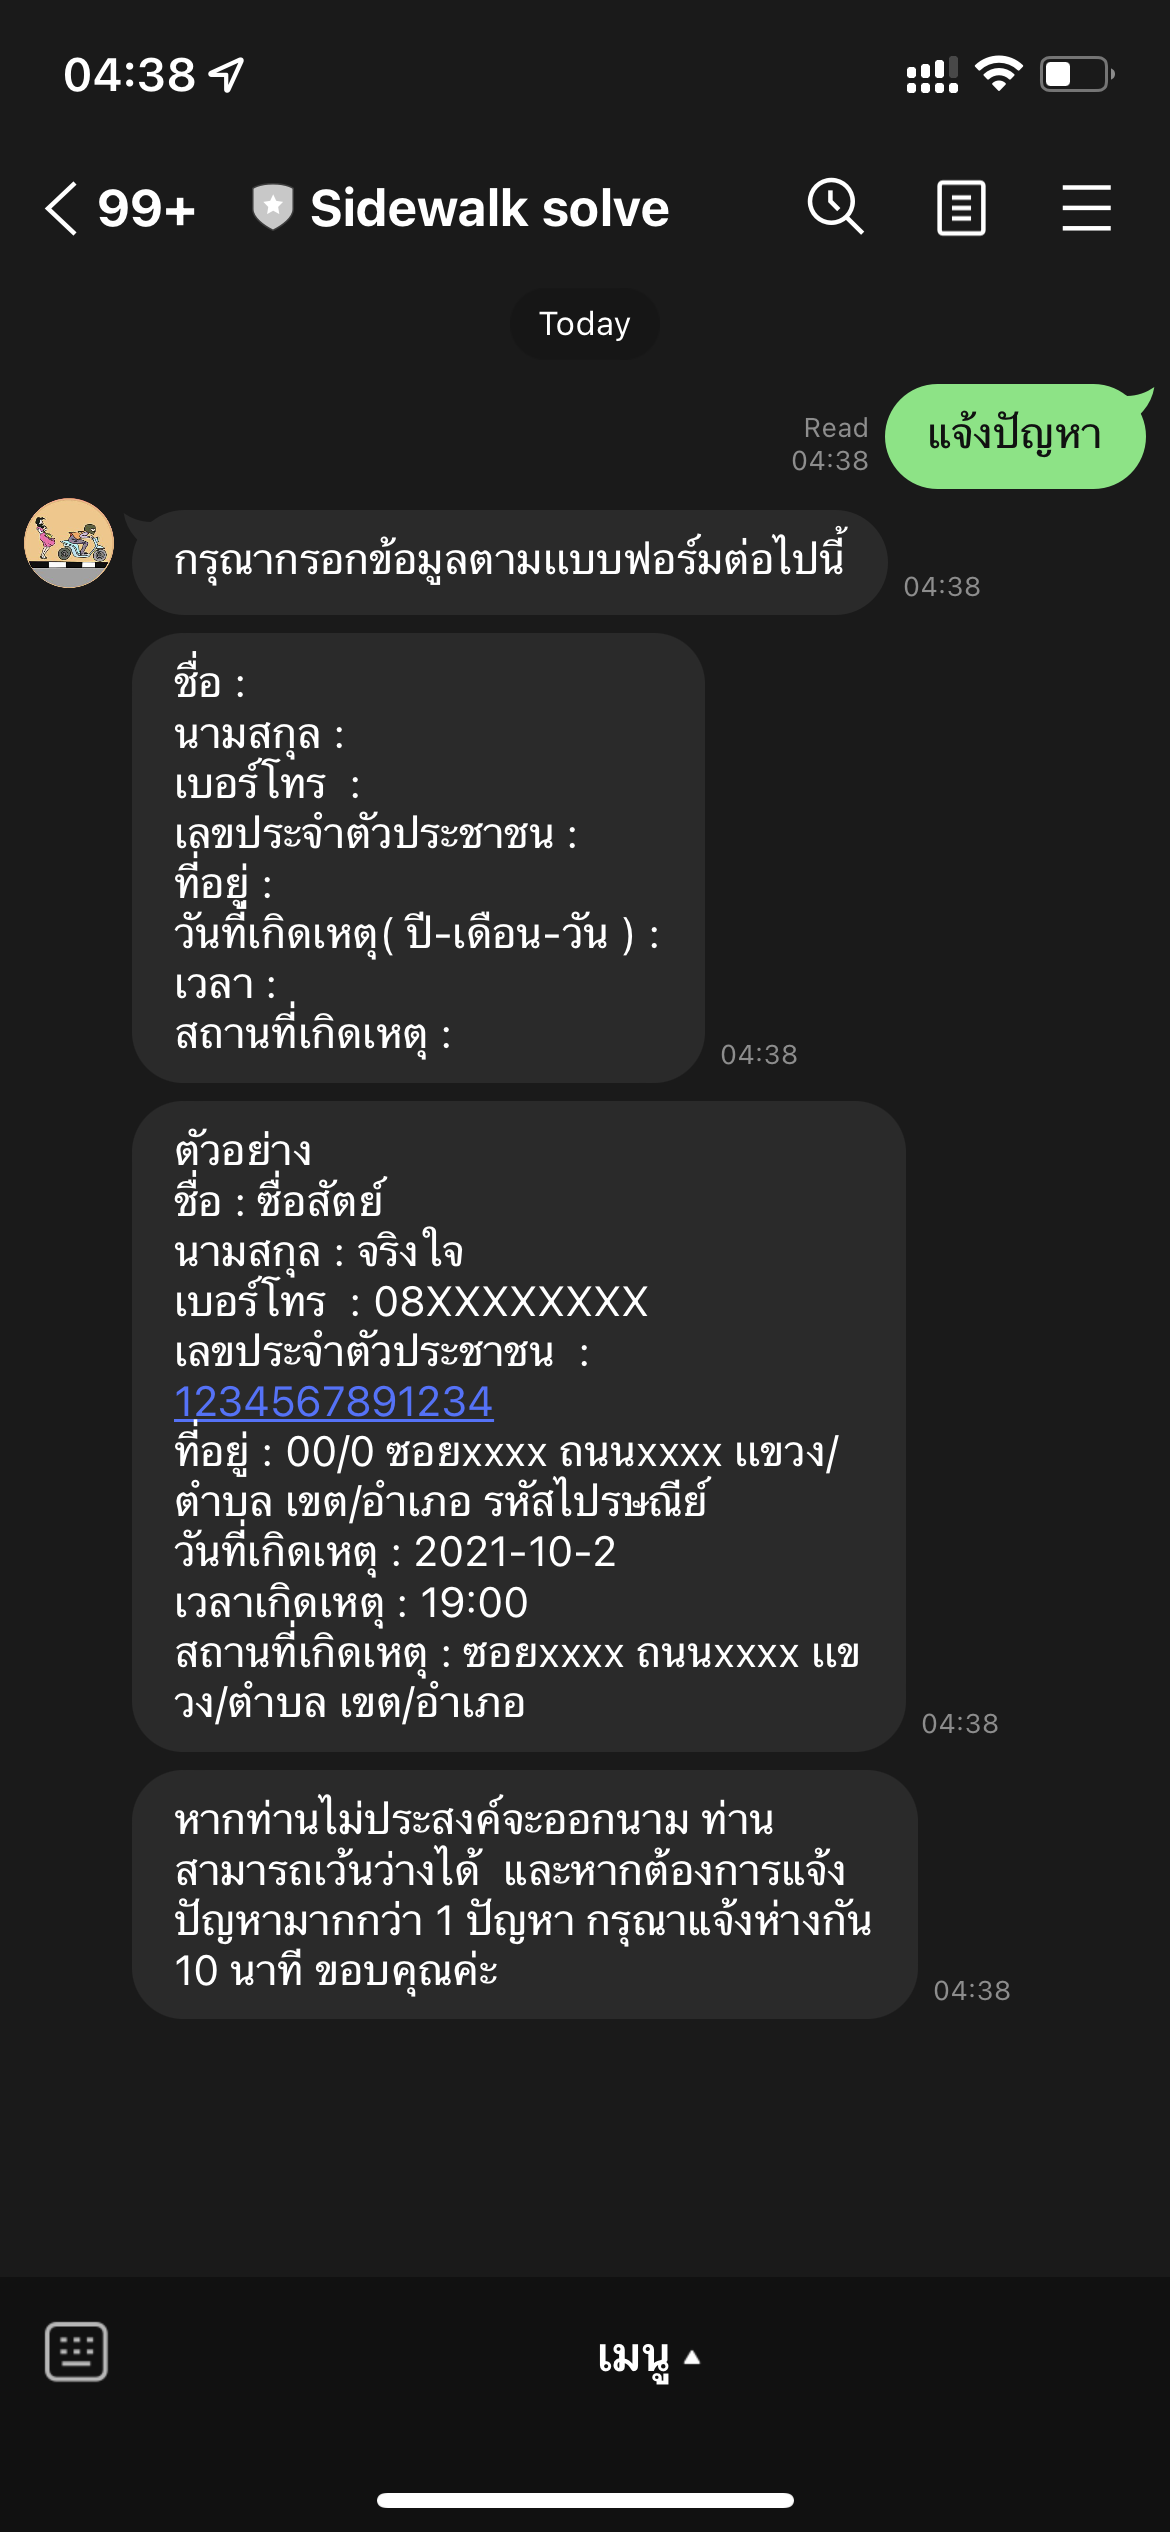 04:38
99+ Sidewalk solve
Today
แจ้งปัญหา
Read
04:38
กรุณากรอกข้อมูลตามแบบฟอร์มต่อไปนี้
04:38
ชื่อ :
นามสกุล :
เบอร์โทร  :
เลขประจำตัวประชาชน :
ที่อยู่ :
วันที่เกิดเหตุ( ปี-เดือน-วัน ) :
เวลา :
สถานที่เกิดเหตุ :
04:38
ตัวอย่าง
ชื่อ : ซื่อสัตย์
นามสกุล : จริงใจ
เบอร์โทร  : 08XXXXXXXX
เลขประจำตัวประชาชน  :
1234567891234
ที่อยู่ : 00/0 ซอยxxxx ถนนxxxx แขวง/
ตำบล เขต/อำเภอ รหัสไปรษณีย์
วันที่เกิดเหตุ : 2021-10-2
เวลาเกิดเหตุ : 19:00
สถานที่เกิดเหตุ : ซอยxxxx ถนนxxxx แข
วง/ตำบล เขต/อำเภอ
04:38
หากท่านไม่ประสงค์จะออกนาม ท่าน
สามารถเว้นว่างได้  และหากต้องการแจ้ง
ปัญหามากกว่า 1 ปัญหา กรุณาแจ้งห่างกัน
10 นาที ขอบคุณค่ะ
04:38
เมนู